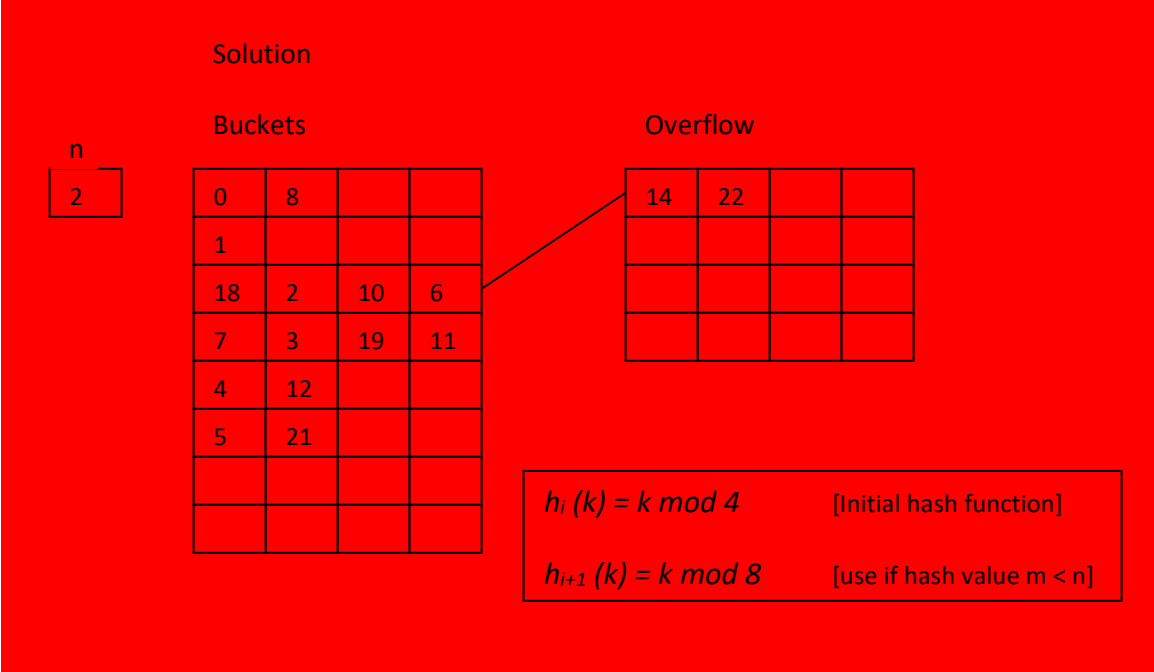 Solution
Buckets Overflow
n
2 0 8 14 22
1
18 2 10 6
7 3 19 11
4 12
5 21
hi (k) = k mod 4 [Initial hash function]
hi+1 (k) = k mod 8 [use if hash value m < n]